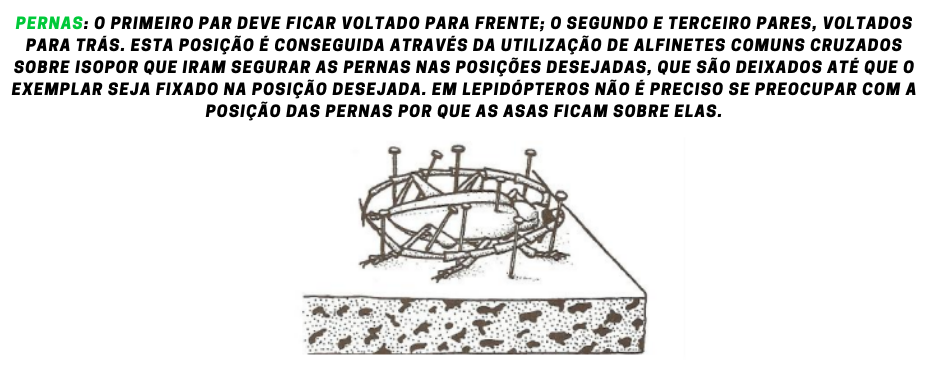 PERNAS: O PRIMEIRO PAR DEVE FICAR VOLTADO PARA FRENTE; O SEGUNDO E TERCEIRO PARES, VOLTADOS
PARA TRÁS. ESTA POSIÇÃO É CONSEGUIDA ATRAVÉS DA UTILIZAÇÃO DE ALFINETES COMUNS CRUZADOS
SOBRE ISOPOR QUE IRAM SEGURAR AS PERNAS NAS POSIÇÕES DESEJADAS, QUE SÃO DEIXADOS ATÉ QUE O
EXEMPLAR SEJA FIXADO NA POSIÇÃO DESEJADA. EM LEPIDÓPTEROS NÃO É PRECISO SE PREOCUPAR COM A
POSIÇÃO DAS PERNAS POR QUE AS ASAS FICAM SOBRE ELAS.